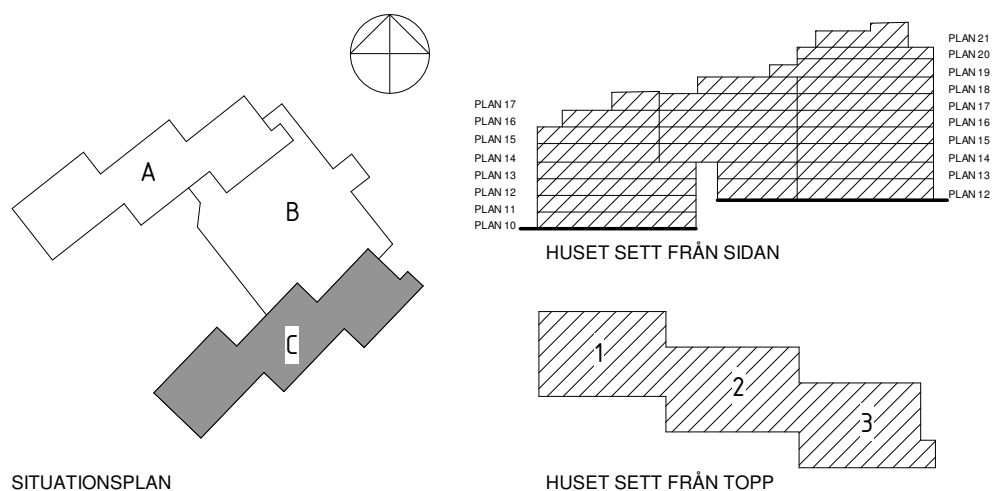 A
B
C
SITUATIONSPLAN
PLAN 17
PLAN 16
PLAN 15
PLAN 14
PLAN 13
PLAN 12
PLAN 11
PLAN 10
PLAN 21
PLAN 20
PLAN 19
PLAN 18
PLAN 17
PLAN 16
PLAN 15
PLAN 14
PLAN 13
PLAN 12
HUSET SETT FRÅN SIDAN
1
2
3
HUSET SETT FRÅN TOPP